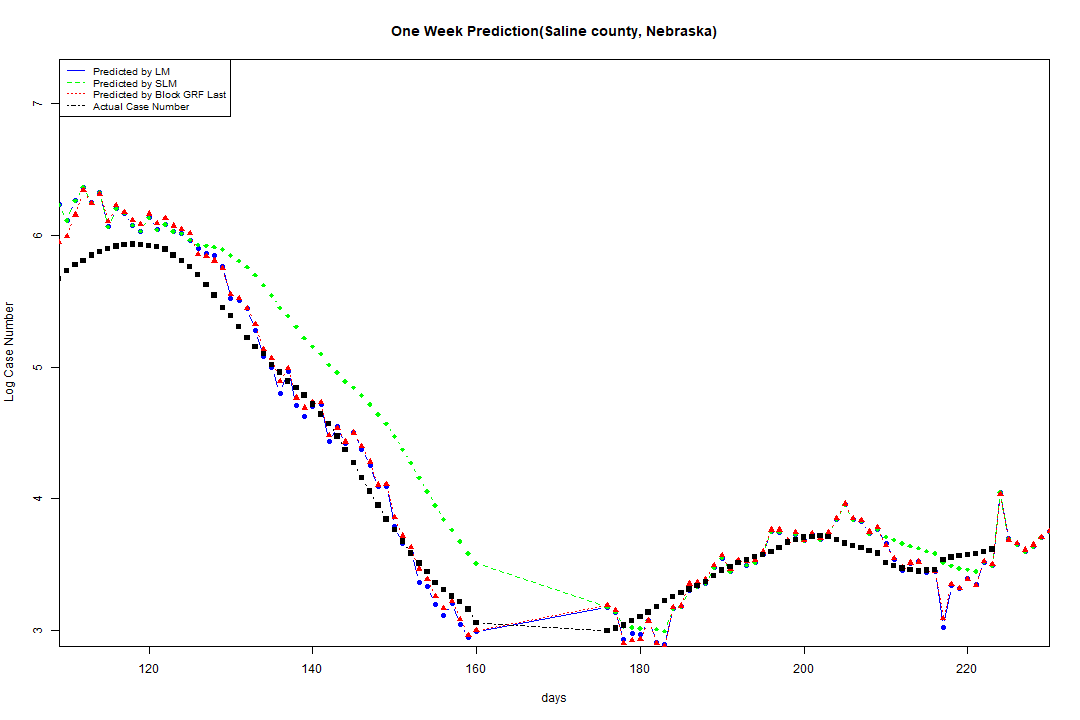 One Week Prediction(Saline county, Nebraska)
Predicted by LM
Predicted by SLM
Predicted by Block GRF Last
Actual Case Number
7
6
5
4
3
Log Case Number
120 140 160 180 200 220
days